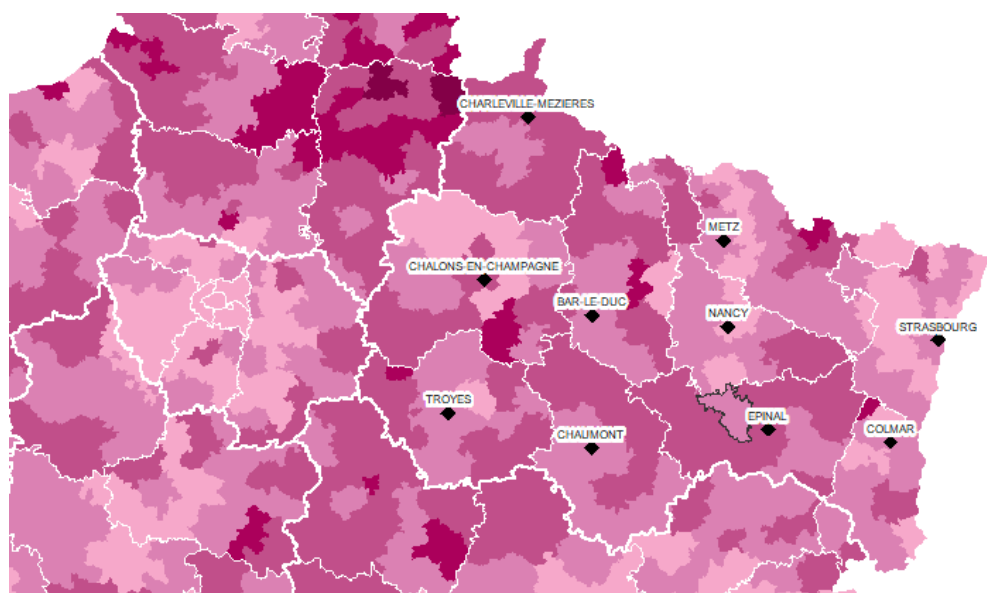 CHARLEVILLE-MEZIERES
METZ
CHALONS-EN-CHAMPAGNE
BAR-LE-DUC
NANCY
STRASBOURG
TROYES
EPINAL
CHAUMONT
COLMAR